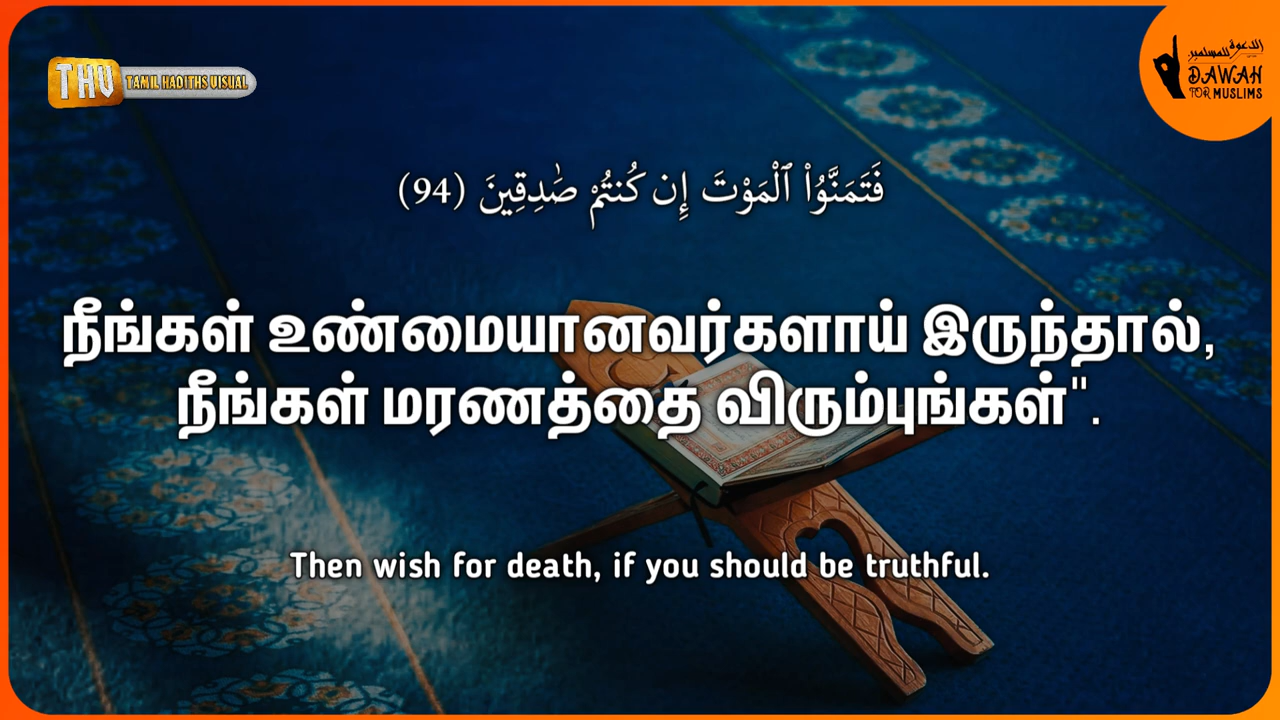 THV TAMIL HADITHS VISUAL
الدعوة للمسلمين
DAWAH
FOR MUSLIMS
فَتَمَنَّوُا۟ ٱلْمَوْتَ إِن كُنتُمْ صَـٰدِقِينَ (94)
நீங்கள் உண்மையானவர்களாய் இருந்தால்,
நீங்கள் மரணத்தை விரும்புங்கள்".
Then wish for death, if you should be truthful.